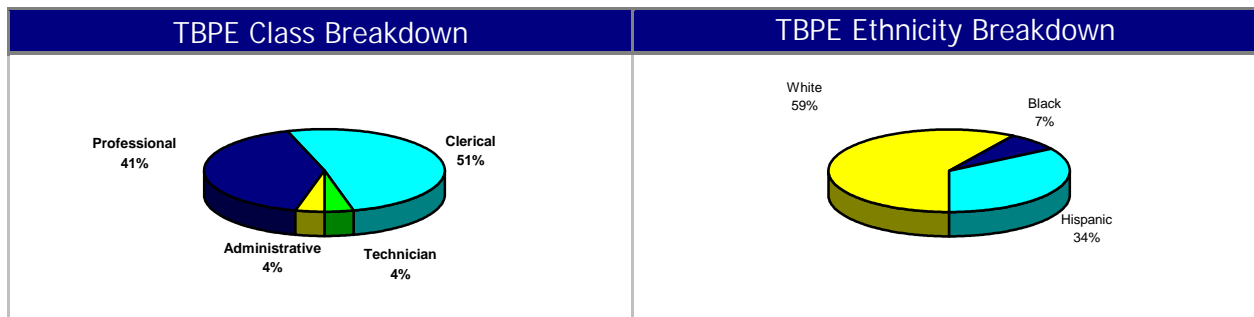 TBPE Class Breakdown
TBPE Ethnicity Breakdown
Professional
41%
Clerical
51%
Administrative
4%
Technician
4%
White
59%
Black
7%
Hispanic
34%